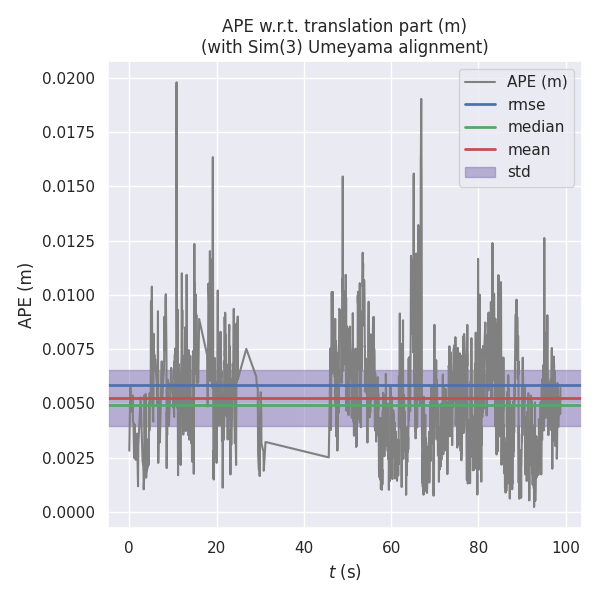 APE w.r.t. translation part (m)
(with Sim(3) Umeyama alignment)
0.0200
0.0175
0.0150
0.0125
0.0100
0.0075
0.0050
0.0025
0.0000
APE (m)
APE (m)
rmse
median
mean
std
0
20
40
60
80
100
t (s)